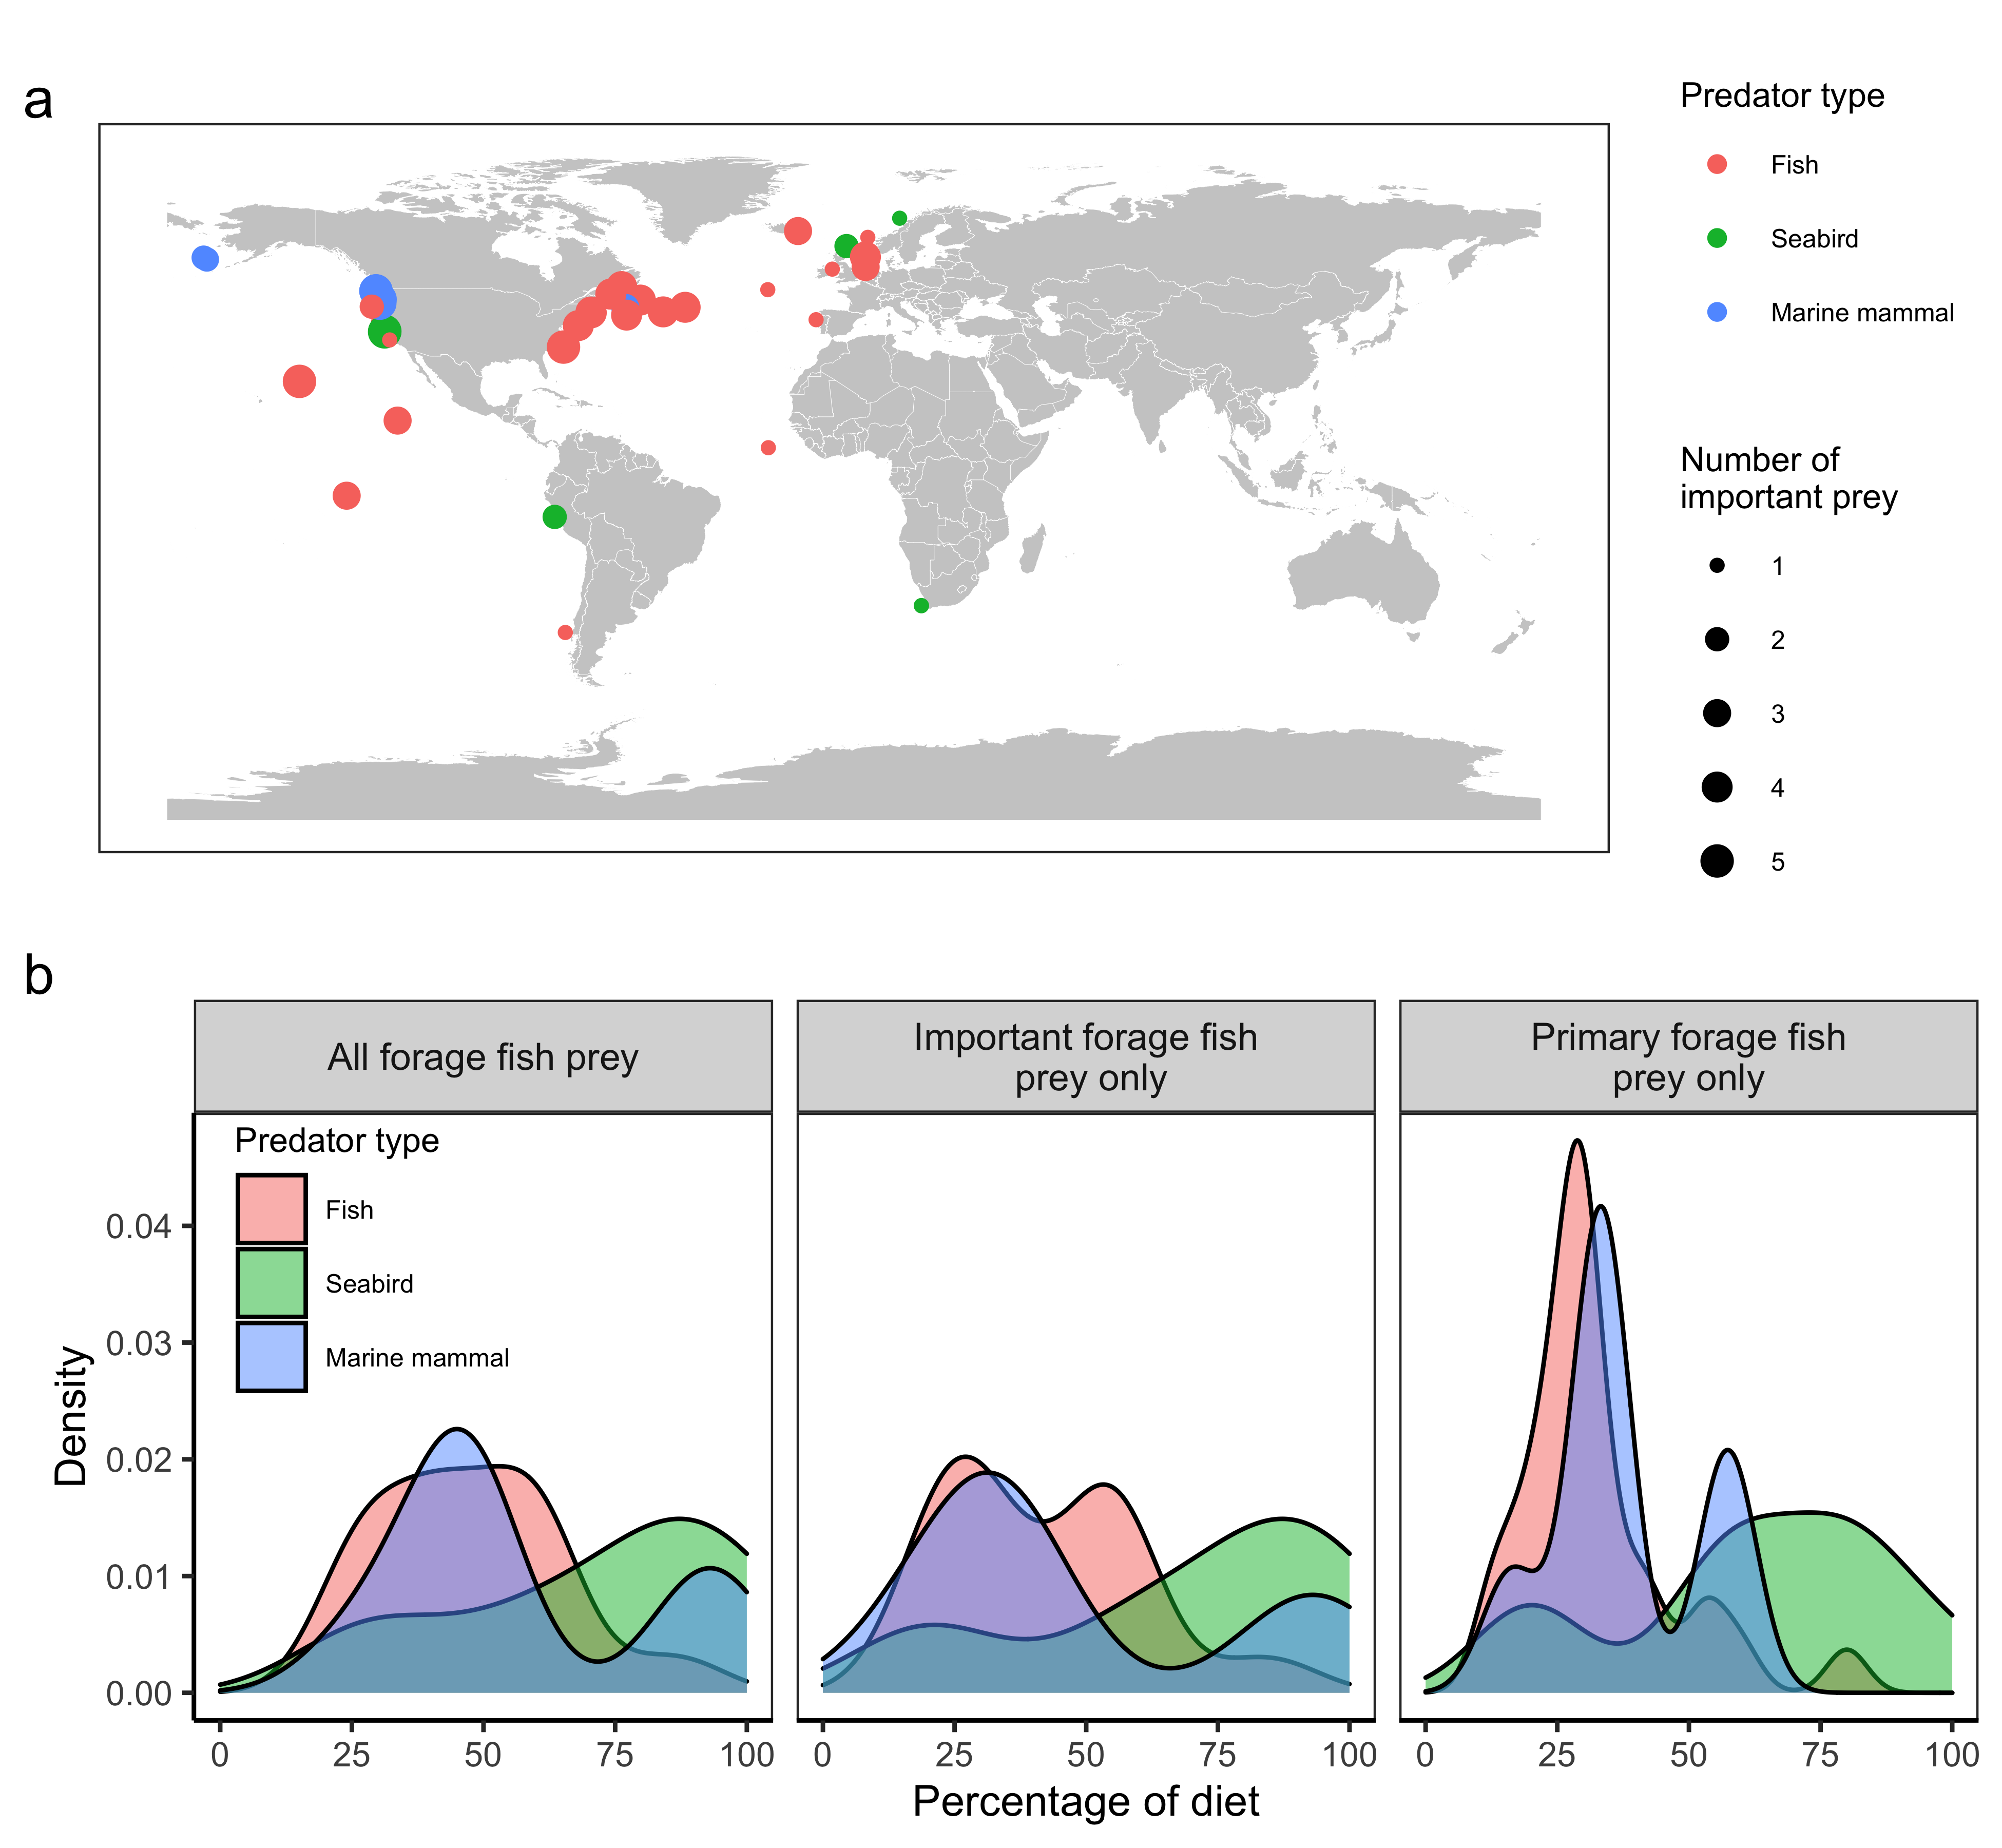 a
Predator type
Fish
Seabird
Marine mammal
Number of
important prey
1
2
3
4
5
b
All forage fish prey
Important forage fish
prey only
Primary forage fish
prey only
Predator type
Fish
Seabird
Marine mammal
Density
0.04
0.03
0.02
0.01
0.00
0 25 50 75 100
0 25 50 75 100
0 25 50 75 100
Percentage of diet